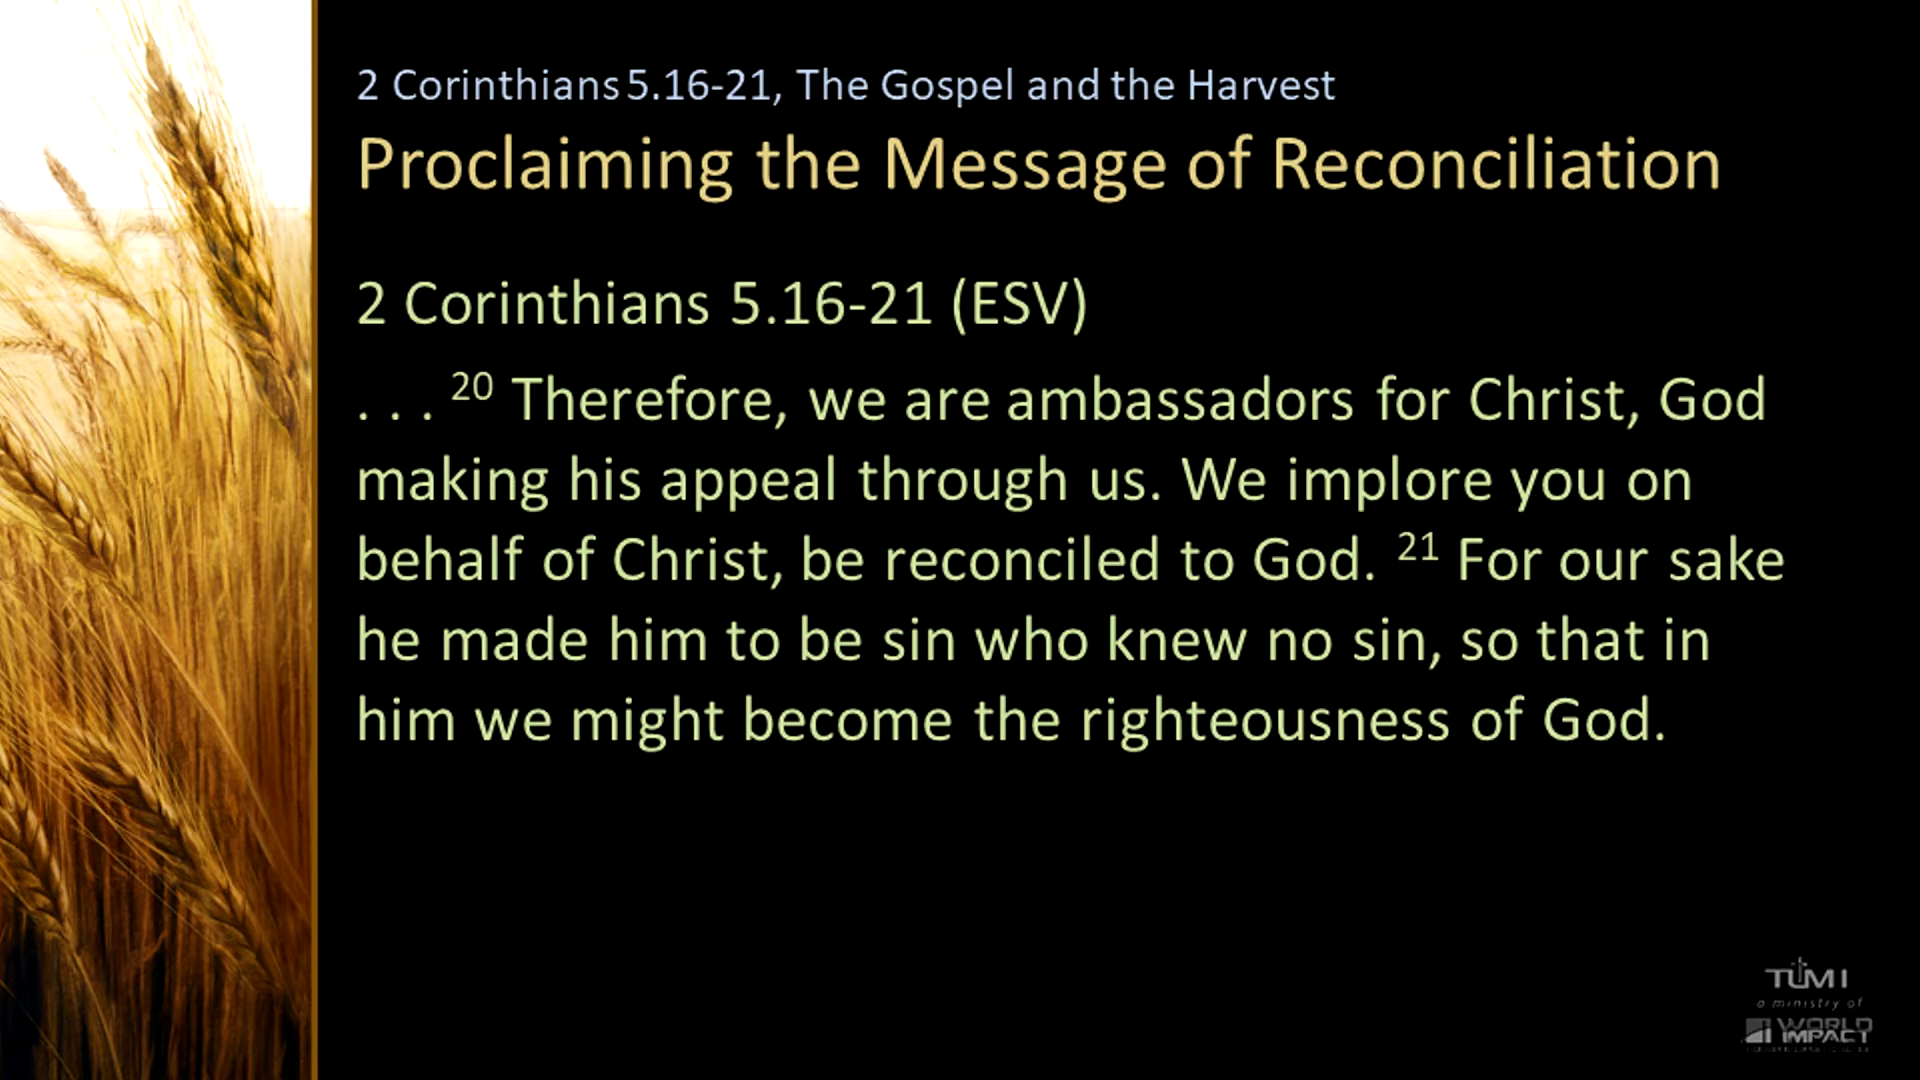 2 Corinthians 5.16-21, The Gospel and the Harvest
Proclaiming the Message of Reconciliation
2 Corinthians 5.16-21 (ESV)
. . . 20 Therefore, we are ambassadors for Christ, God
making his appeal through us. We implore you on
behalf of Christ, be reconciled to God. 21 For our sake
he made him to be sin who knew no sin, so that in
him we might become the righteousness of God.
TUMI
a ministry of
WORLD
IMPACT